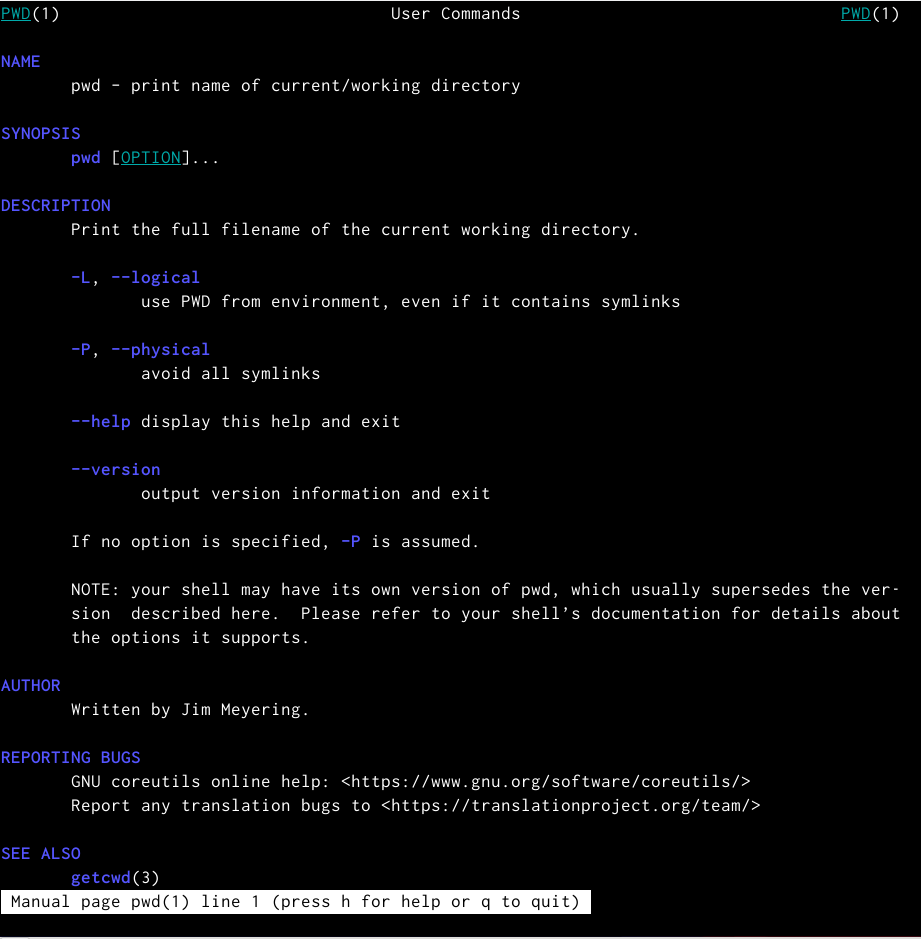 PWD(1) User Commands PWD(1)
NAME
pwd - print name of current/working directory
SYNOPSIS
pwd [OPTION]...
DESCRIPTION
Print the full filename of the current working directory.
-L, --logical
use PWD from environment, even if it contains symlinks
-P, --physical
avoid all symlinks
--help display this help and exit
--version
output version information and exit
If no option is specified, -P is assumed.
NOTE: your shell may have its own version of pwd, which usually supersedes the ver-
sion  described here.  Please refer to your shell's documentation for details about
the options it supports.
AUTHOR
Written by Jim Meyering.
REPORTING BUGS
GNU coreutils online help: <https://www.gnu.org/software/coreutils/>
Report any translation bugs to <https://translationproject.org/team/>
SEE ALSO
getcwd(3)
Manual page pwd(1) line 1 (press h for help or q to quit)